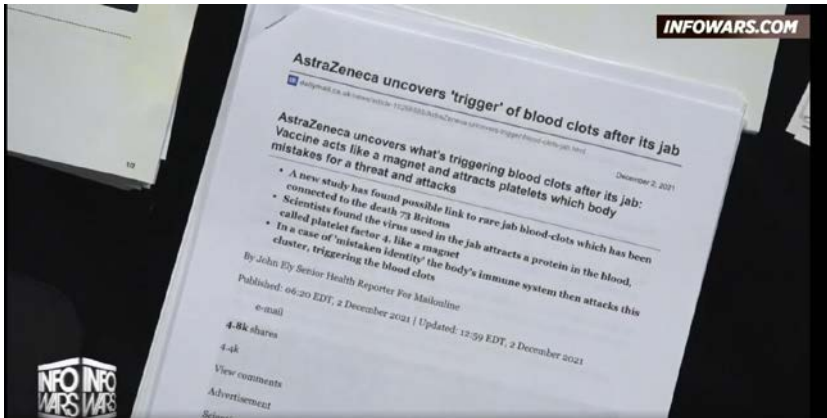 INFOWARS.COM
AstraZeneca uncovers 'trigger' of blood clots after its jab
December 2, 2021
AstraZeneca uncovers what's triggering blood clots after its jab:
Vaccine acts like a magnet and attracts platelets which body
mistakes for a threat and attacks
• A new study has found possible link to rare jab blood-clots which has been
connected to the death 73 Britons
• Scientists found the virus used in the jab attracts a protein in the blood,
called platelet factor 4, like a magnet
• In a case of 'mistaken identity' the body's immune system then attacks this
cluster, triggering the blood clots
By John Ely Senior Health Reporter For Mailonline
Published: 06:20 EDT, 2 December 2021 | Updated: 12:59 EDT, 2 December 2021
e-mail
4.8k shares
4.4k
View comments
Advertisement
1/2
INFO INFO
WARS WARS